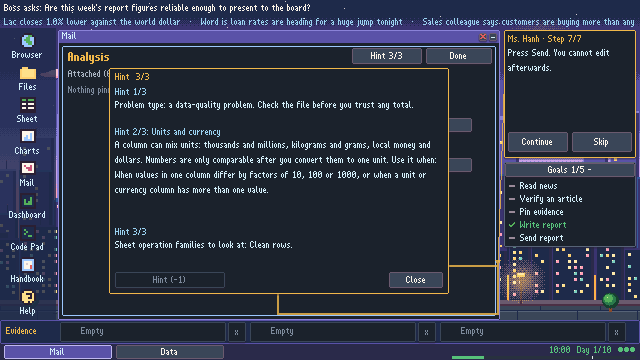 Boss asks: Are this week's report figures reliable enough to present to the board?
Lac closes 1.0% lower against the world dollar · Word is loan rates are heading for a huge jump tonight · Sales colleague says customers are buying more than any
Browser
Files
Sheet
Charts
Mail
Dashboard
Code Pad
Handbook
Help
Mail
Analysis
Hint 3/3
Done
Attached (0
Nothing pinn
Hint 3/3
Hint 1/3
Problem type: a data-quality problem. Check the file before you trust any total.
Hint 2/3: Units and currency
A column can mix units: thousands and millions, kilograms and grams, local money and
dollars. Numbers are only comparable after you convert them to one unit. Use it when:
When values in one column differ by factors of 10, 100 or 1000, or when a unit or
currency column has more than one value.
Hint 3/3
Sheet operation families to look at: Clean rows.
Hint (-1)
Close
Ms. Hanh · Step 7/7
Press Send. You cannot edit
afterwards.
Continue
Skip
Goals 1/5 -
Read news
Verify an article
Pin evidence
Write report
Send report
Evidence
Empty
x
Empty
x
Empty
x
Mail
Data
10:00 Day 1/10